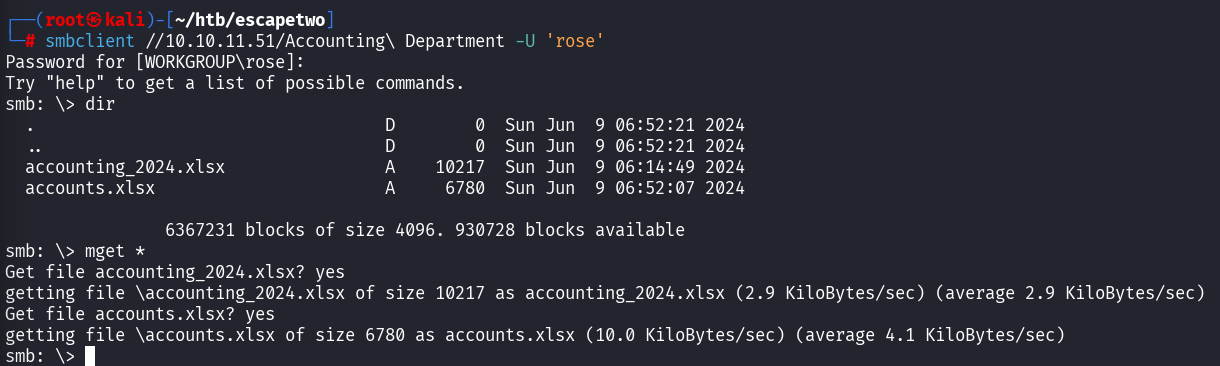 ┌──(root㉿kali)-[~/htb/escapetwo]
└─# smbclient //10.10.11.51/Accounting\ Department -U 'rose'
Password for [WORKGROUP\rose]:
Try "help" to get a list of possible commands.
smb: \> dir
  .                                   D        0  Sun Jun  9 06:52:21 2024
  ..                                  D        0  Sun Jun  9 06:52:21 2024
  accounting_2024.xlsx                A    10217  Sun Jun  9 06:14:49 2024
  accounts.xlsx                       A     6780  Sun Jun  9 06:52:07 2024

                6367231 blocks of size 4096. 930728 blocks available
smb: \> mget *
Get file accounting_2024.xlsx? yes
getting file \accounting_2024.xlsx of size 10217 as accounting_2024.xlsx (2.9 KiloBytes/sec) (average 2.9 KiloBytes/sec)
Get file accounts.xlsx? yes
getting file \accounts.xlsx of size 6780 as accounts.xlsx (10.0 KiloBytes/sec) (average 4.1 KiloBytes/sec)
smb: \>